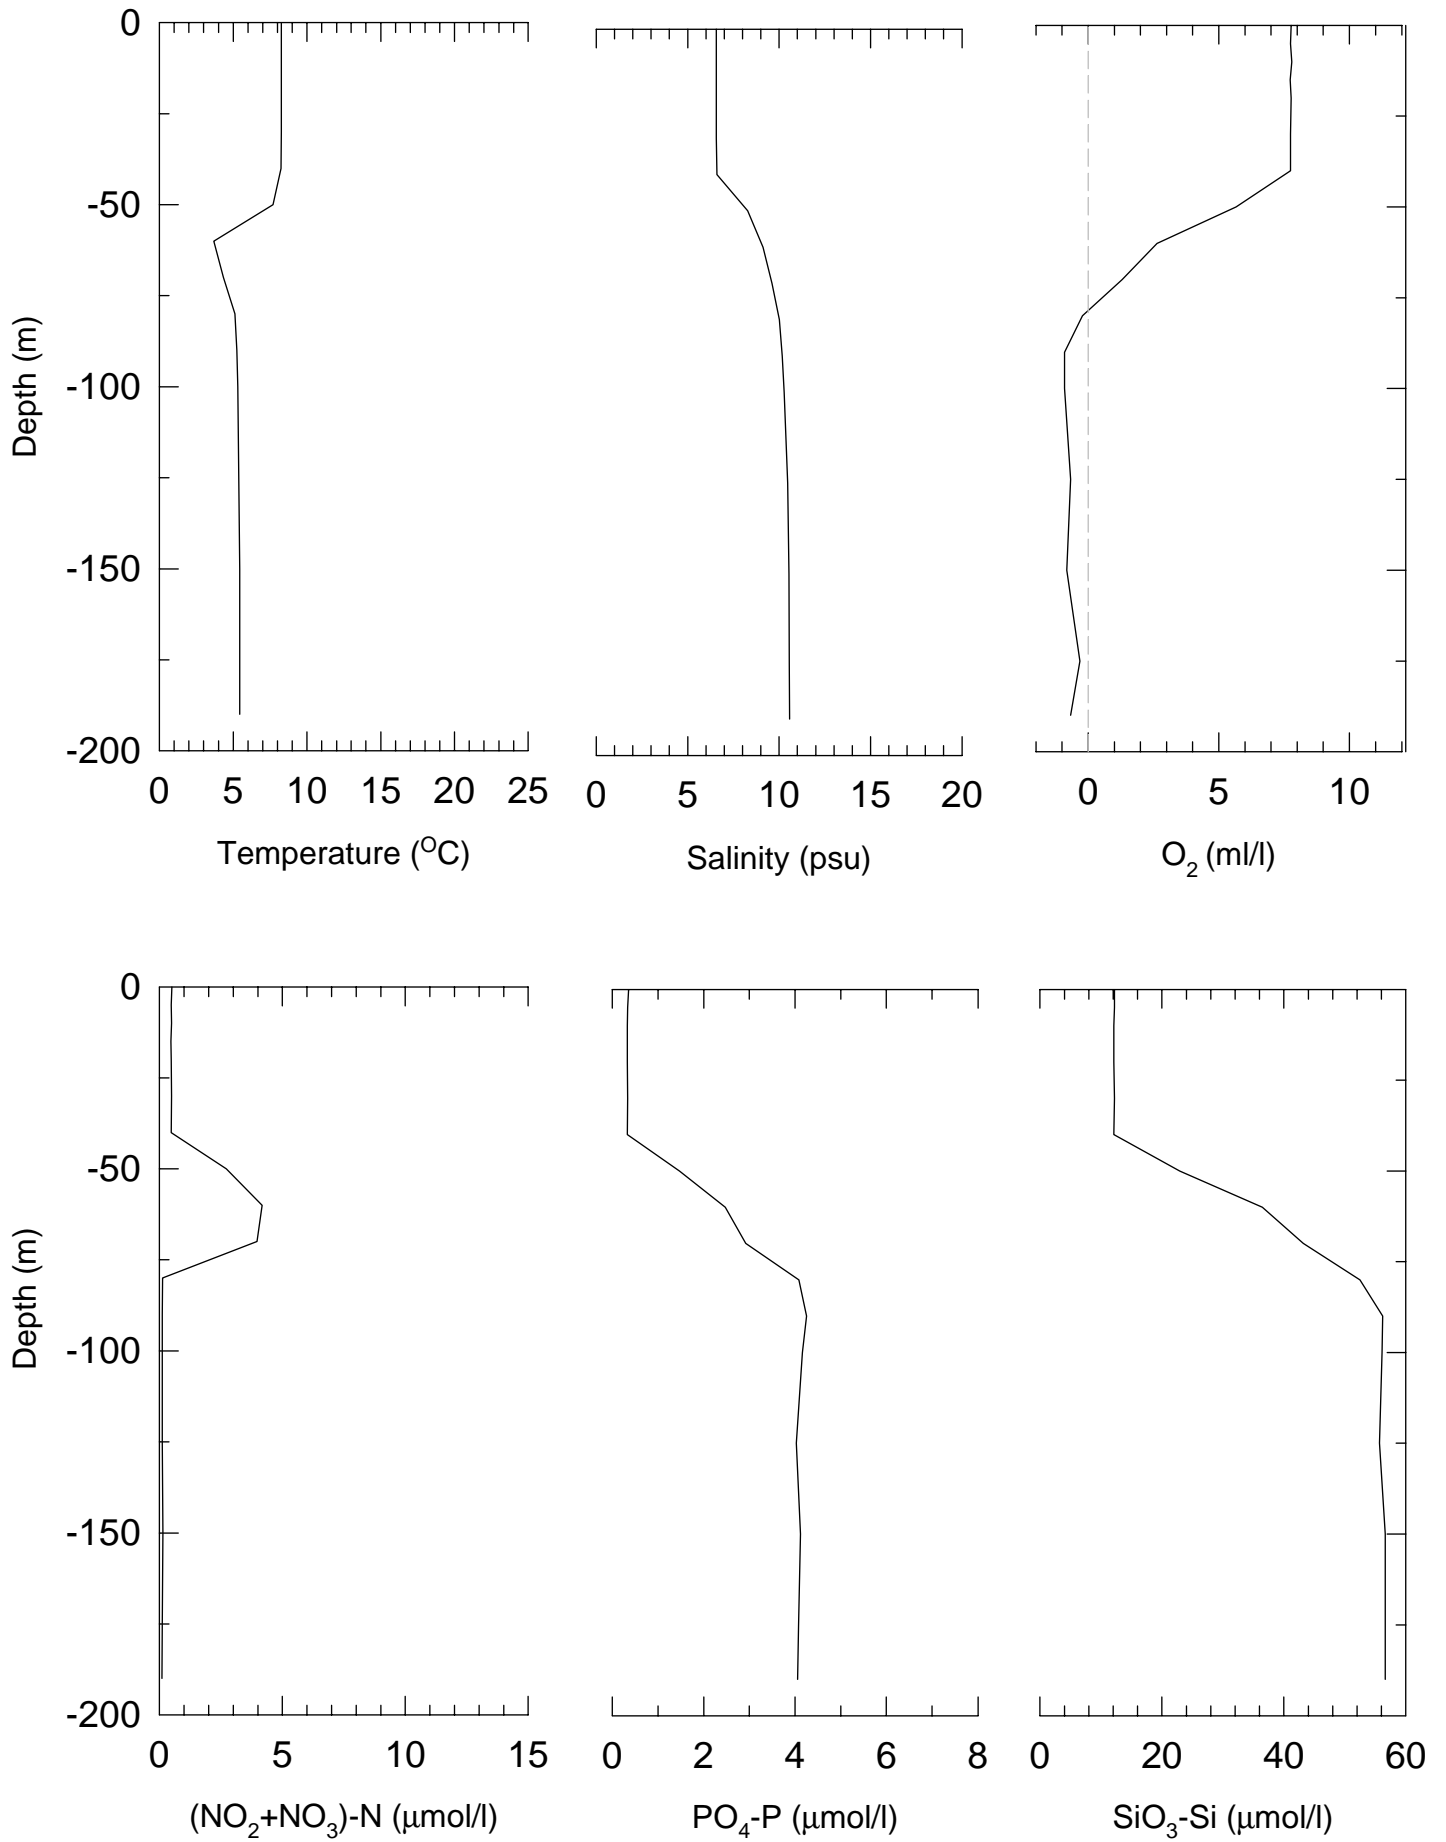 0
-50
-100
-150
-200
Depth (m)
0 5 10 15 20 25
Temperature (OC)
0 5 10 15 20
Salinity (psu)
0 5 10
O2 (ml/l)
0
-50
-100
-150
-200
Depth (m)
0 5 10 15
(NO2+NO3)-N (μmol/l)
0 2 4 6 8
PO4-P (μmol/l)
0 20 40 60
SiO3-Si (μmol/l)